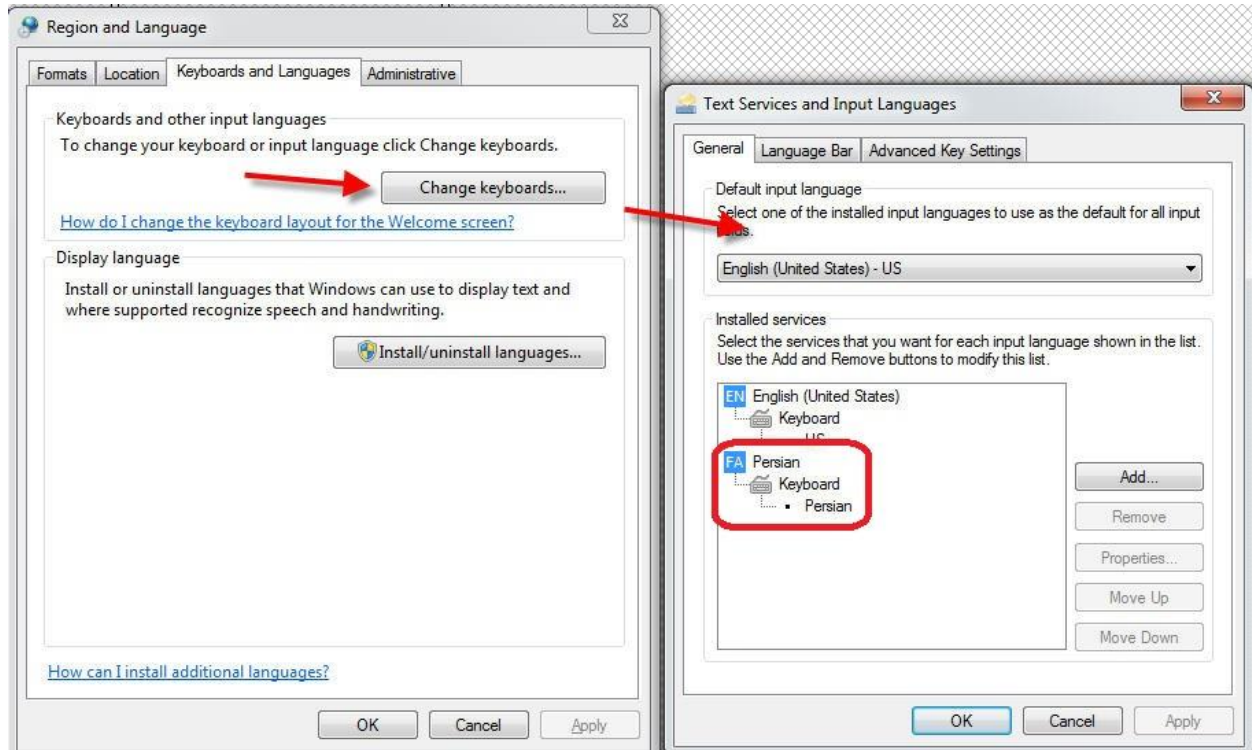 Region and Language
Formats Location Keyboards and Languages Administrative
Keyboards and other input languages
To change your keyboard or input language click Change keyboards.
Change keyboards...
How do I change the keyboard layout for the Welcome screen?
Display language
Install or uninstall languages that Windows can use to display text and
where supported recognize speech and handwriting.
Install/uninstall languages...
How can I install additional languages?
OK Cancel Apply
Text Services and Input Languages
General Language Bar Advanced Key Settings
Default input language
Select one of the installed input languages to use as the default for all input
English (United States) - US
Installed services
Select the services that you want for each input language shown in the list.
Use the Add and Remove buttons to modify this list.
EN English (United States)
Keyboard
US
FA Persian
Keyboard
Persian
Add...
Remove
Properties...
Move Up
Move Down
OK Cancel Apply